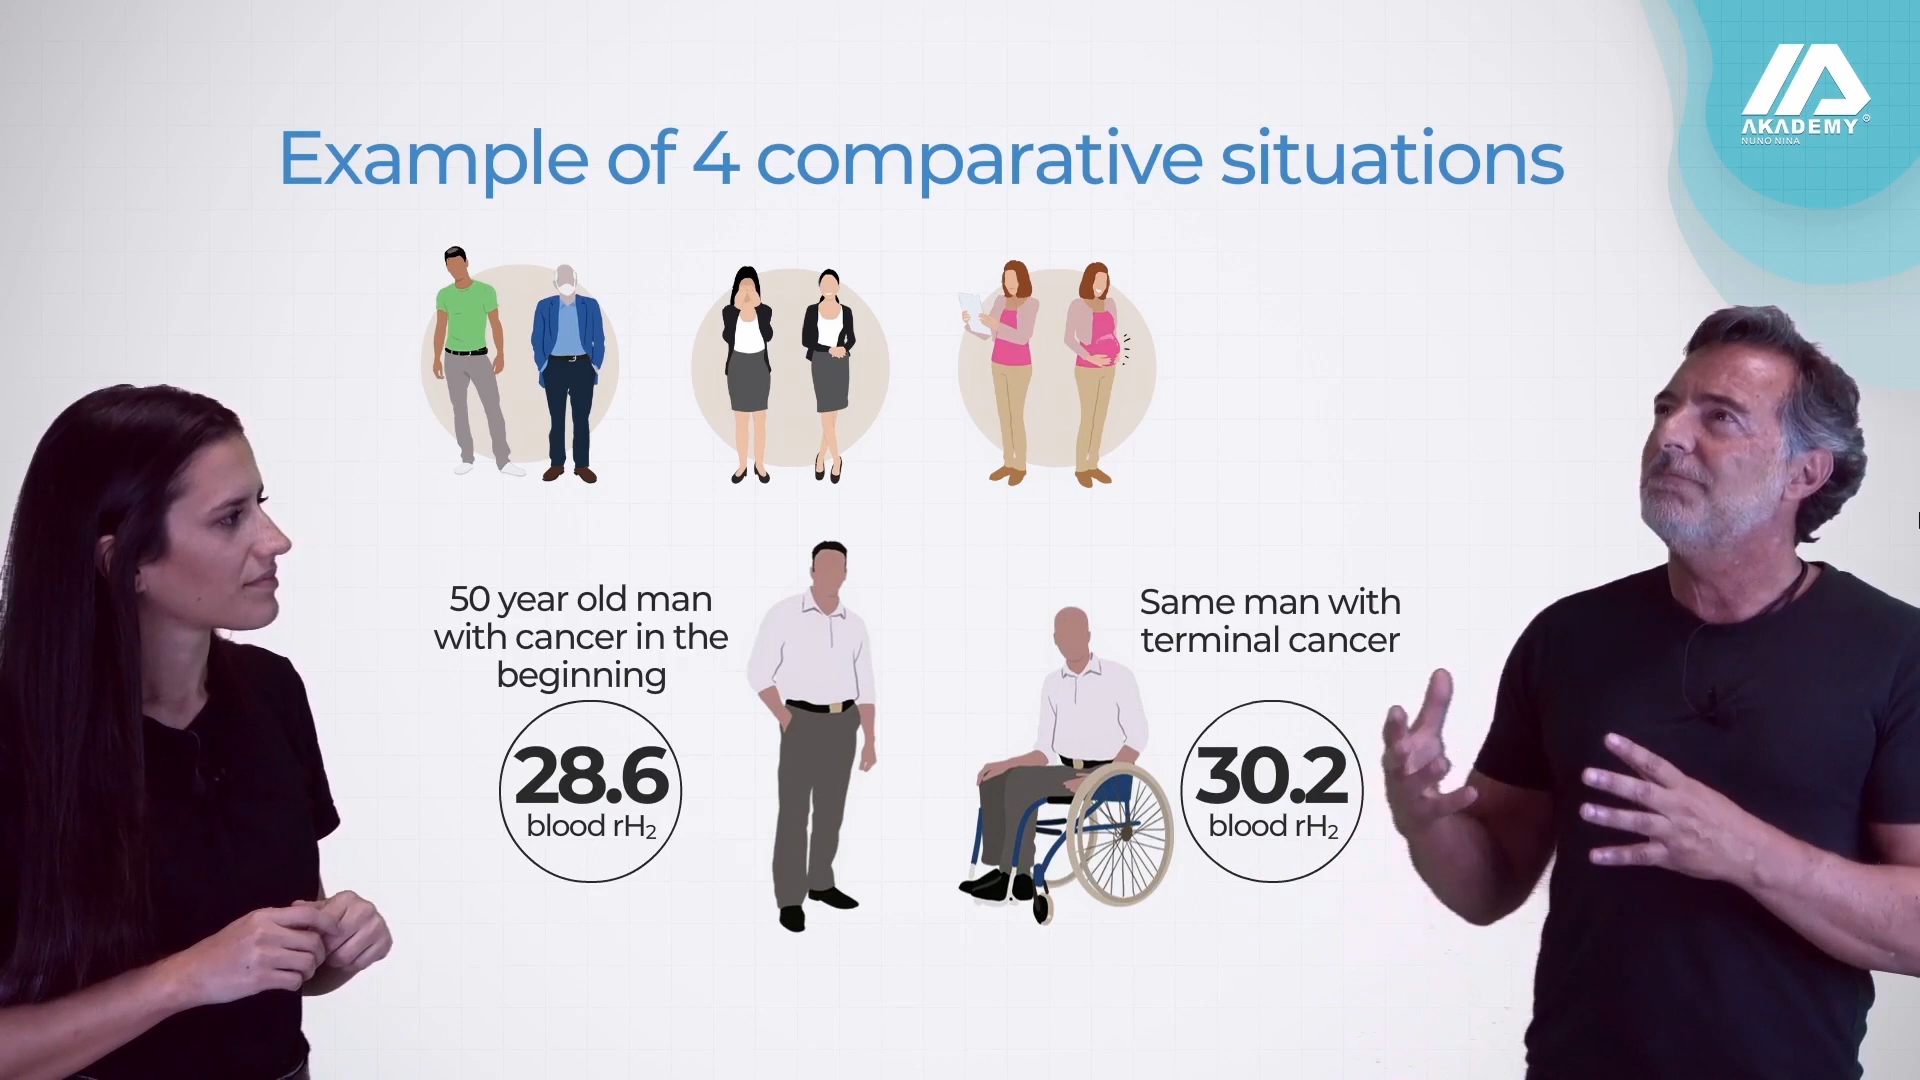 AKADEMY®
NUNO NINA
Example of 4 comparative situations
50 year old man
with cancer in the
beginning
28.6
blood rH₂
Same man with
terminal cancer
30.2
blood rH₂